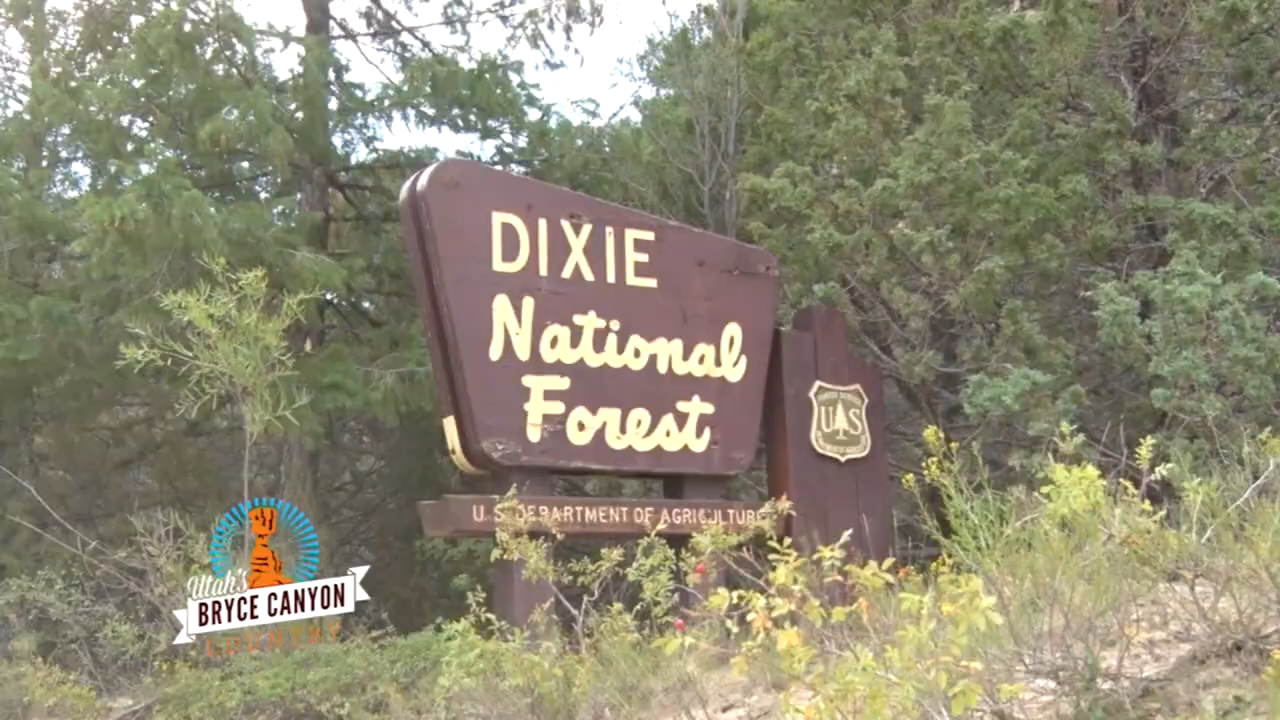 DIXIE
National
Forest
U.S. DEPARTMENT OF AGRICULTURE
U S
Utah's
BRYCE CANYON
COUNTRY